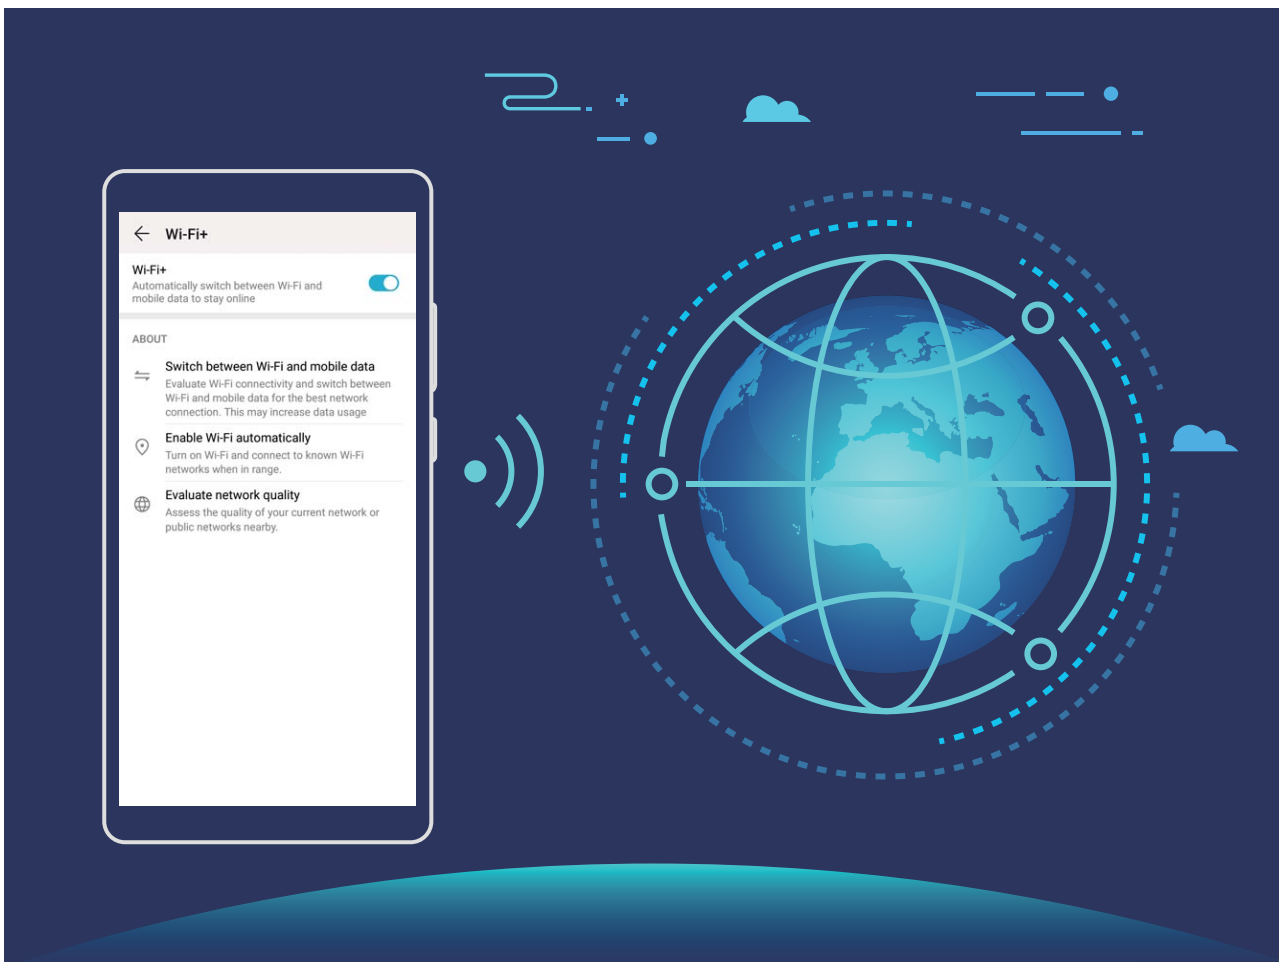 Wi-Fi+
Wi-Fi+
Automatically switch between Wi-Fi and
mobile data to stay online
ABOUT
Switch between Wi-Fi and mobile data
Evaluate Wi-Fi connectivity and switch between
Wi-Fi and mobile data for the best network
connection. This may increase data usage
Enable Wi-Fi automatically
Turn on Wi-Fi and connect to known Wi-Fi
networks when in range.
Evaluate network quality
Assess the quality of your current network or
public networks nearby.